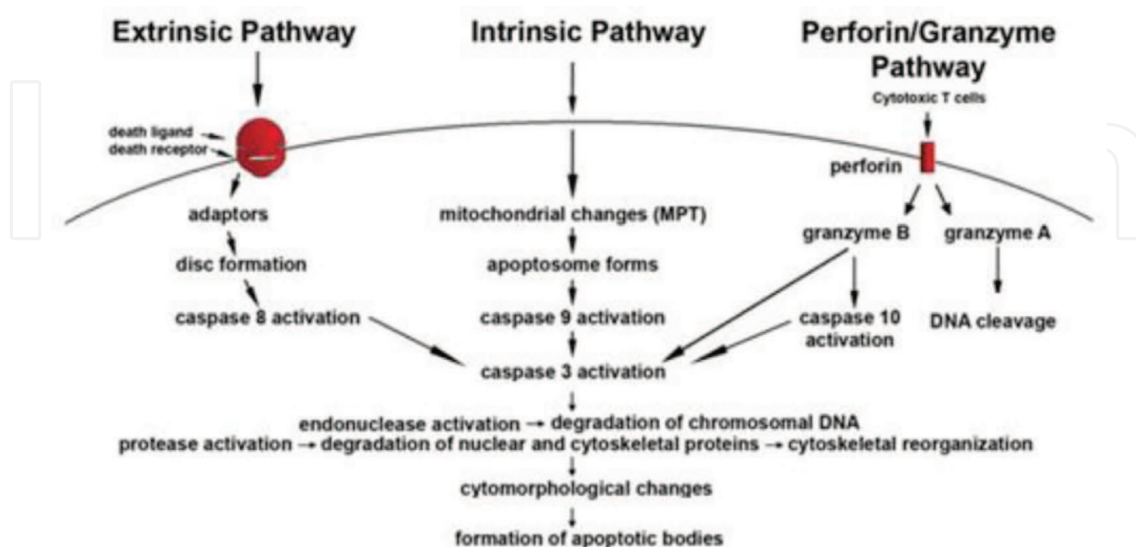 Extrinsic Pathway
Intrinsic Pathway
Perforin/Granzyme
Pathway
Cytotoxic T cells
death ligand
death receptor
perforin
adaptors
mitochondrial changes (MPT)
granzyme B
granzyme A
disc formation
apoptosome forms
caspase 8 activation
caspase 9 activation
caspase 10
activation
DNA cleavage
caspase 3 activation
endonuclease activation → degradation of chromosomal DNA
protease activation → degradation of nuclear and cytoskeletal proteins → cytoskeletal reorganization
cytomorphological changes
formation of apoptotic bodies